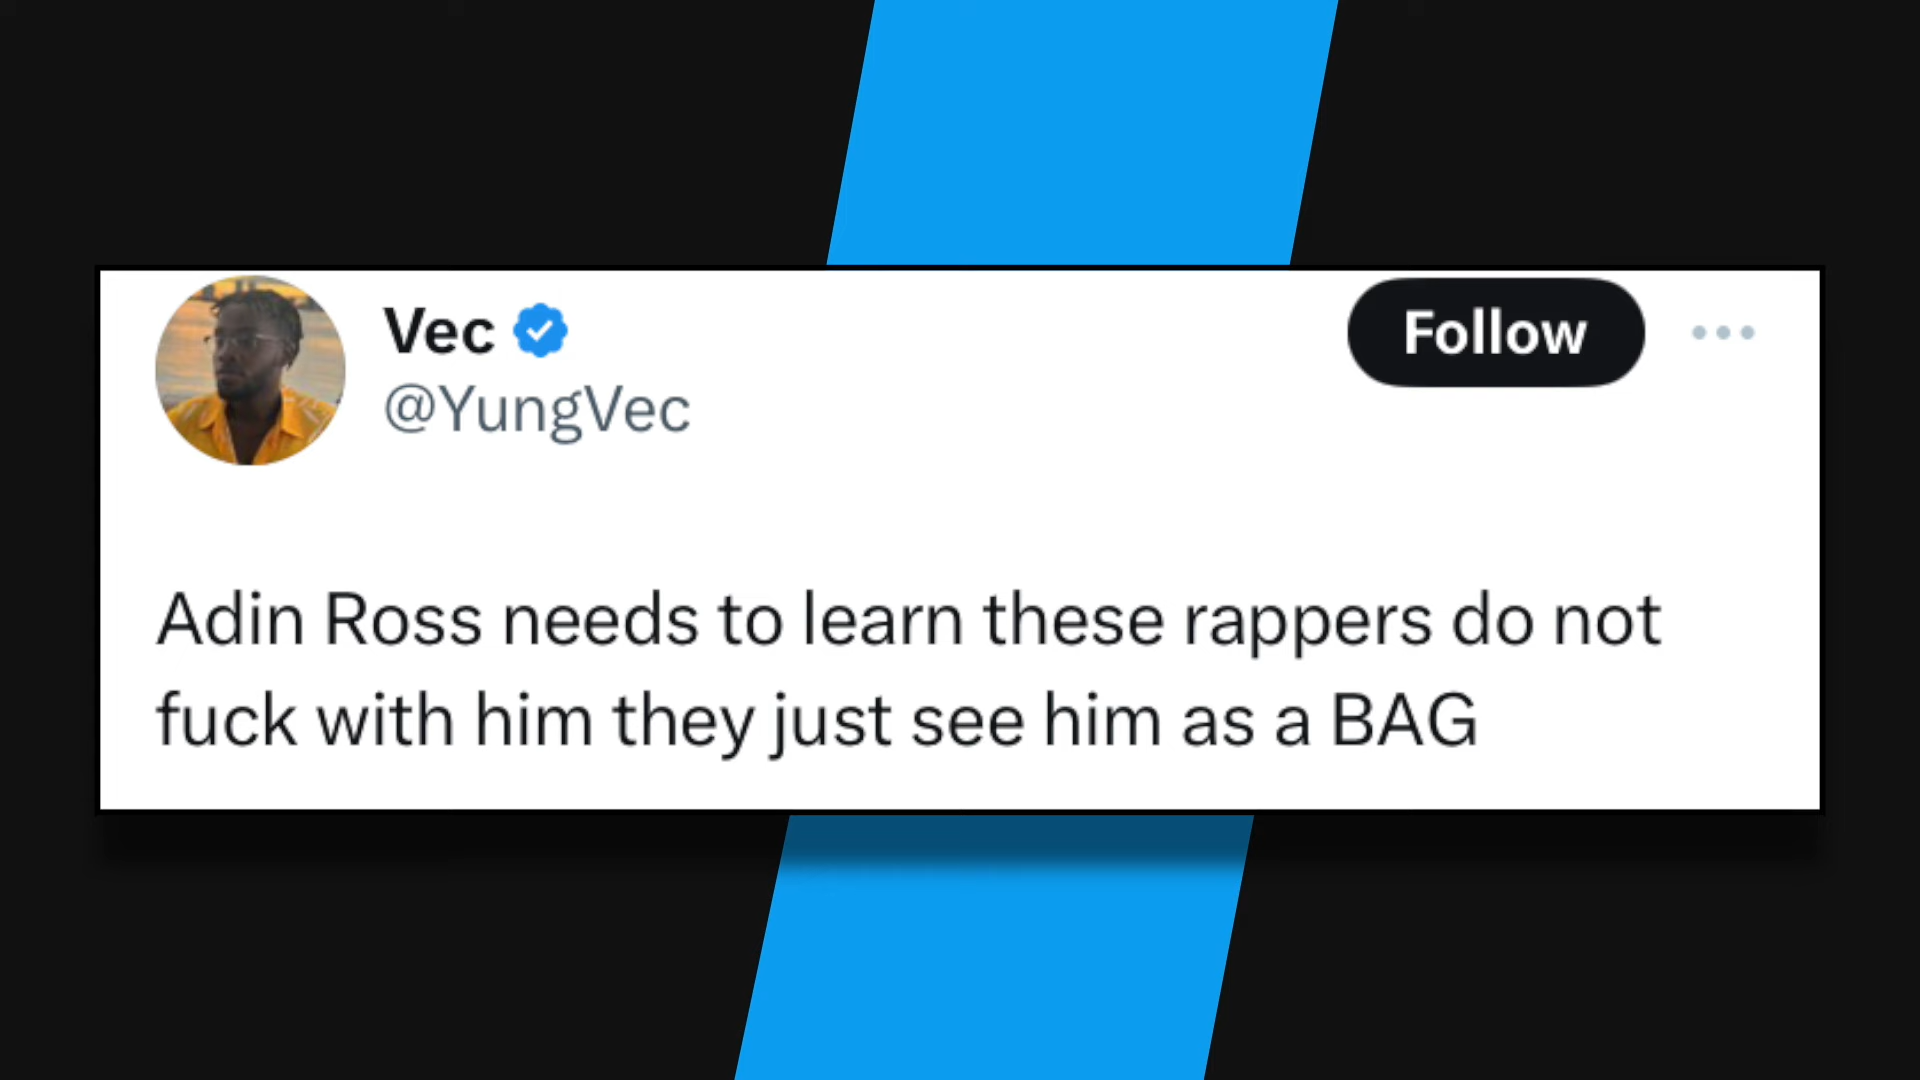 Vec
@YungVec
Follow
Adin Ross needs to learn these rappers do not
fuck with him they just see him as a BAG